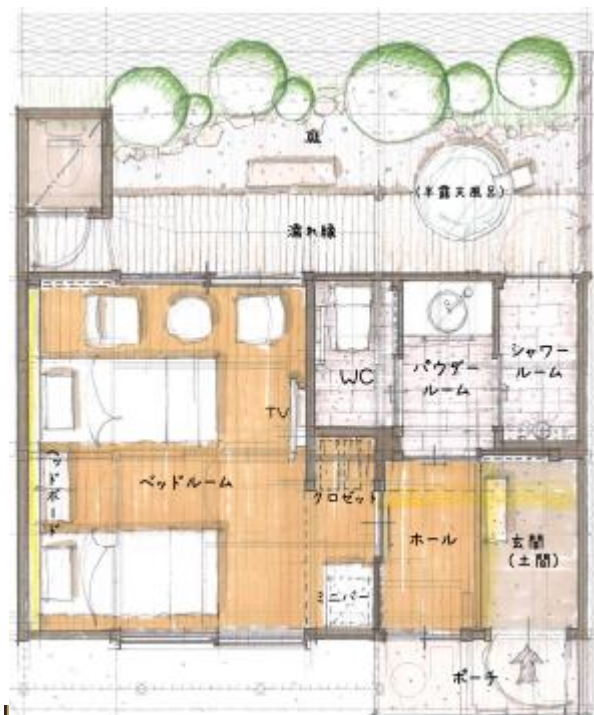 庭
(半露天風呂)
濡れ縁
WC
パウダー
ルーム
シャワー
ルーム
TV
ヘッドボード
ベッドルーム
クロゼット
ホール
玄関
(土間)
ミニバー
ポーチ